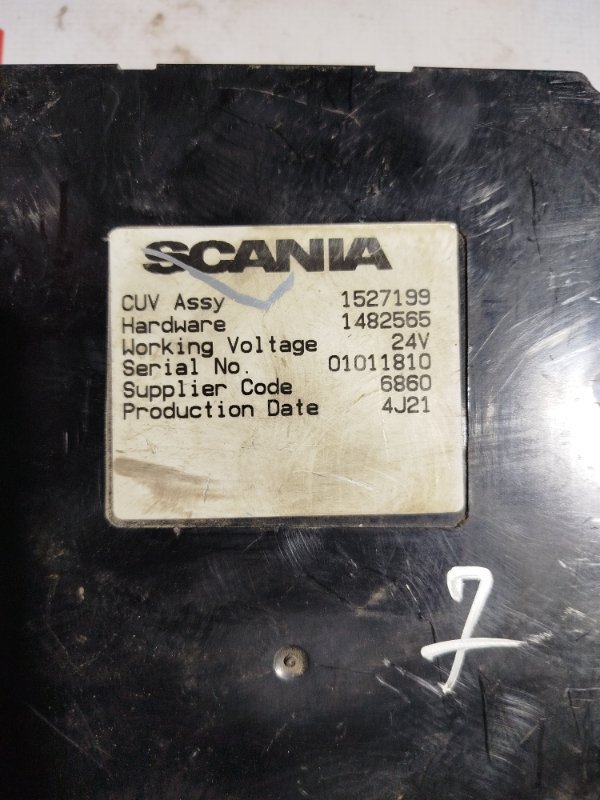 SCANIA
CUV Assy 1527199
Hardware 1482565
Working Voltage 24V
Serial No. 01011810
Supplier Code 6860
Production Date 4J21
7